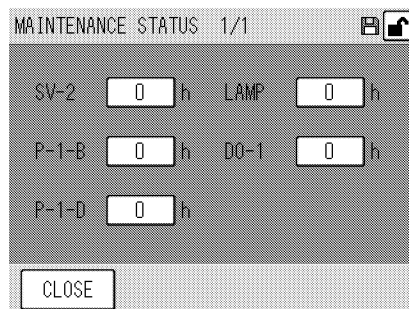 MAINTENANCE STATUS 1/1
SV-2 0 h LAMP 0 h
P-1-B 0 h DO-1 0 h
P-1-D 0 h
CLOSE